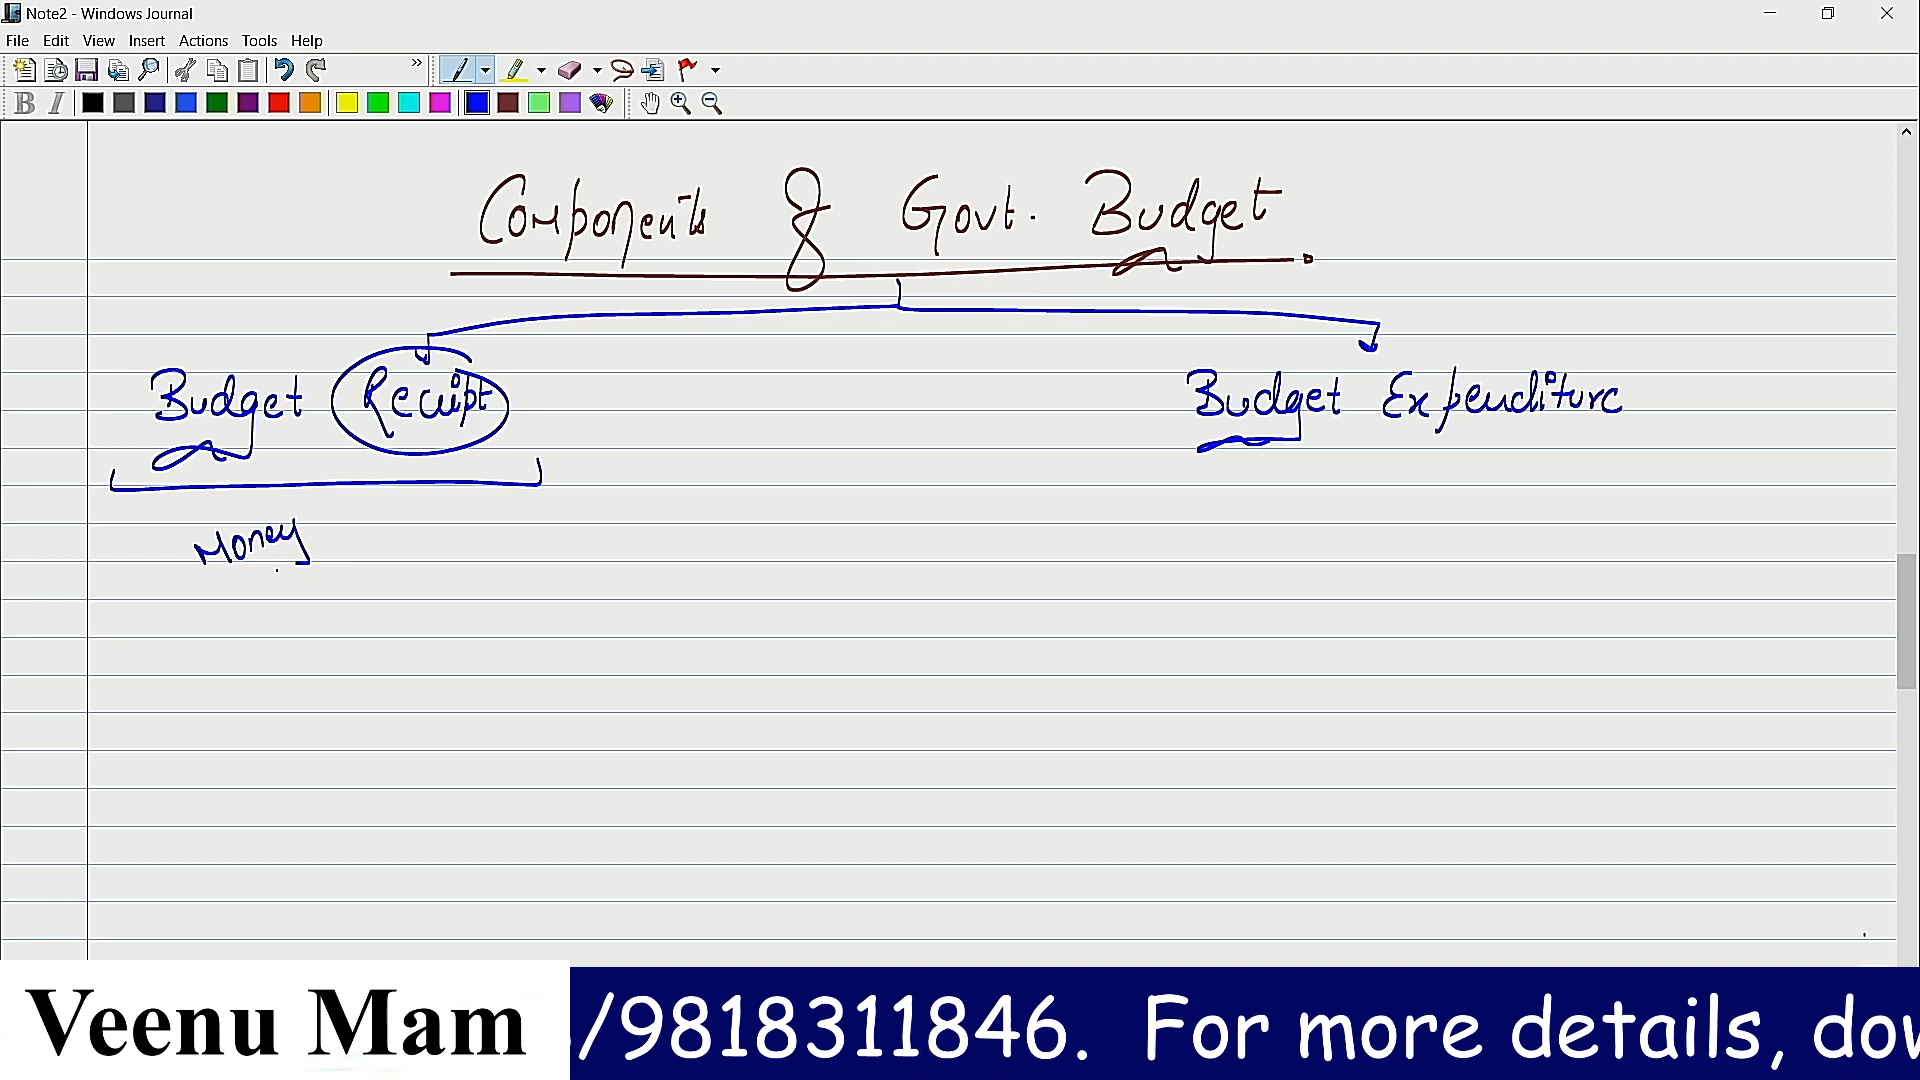 Note2 - Windows Journal
File Edit View Insert Actions Tools Help
B I
Components of Govt. Budget
Budget Receipt
Budget Expenditure
Money
Veenu Mam
/9818311846. For more details, dow